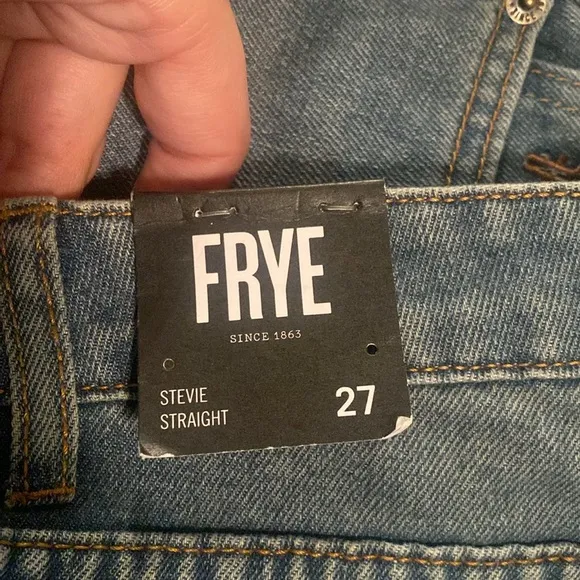 FRYE
SINCE 1863
STEVIE
STRAIGHT
27